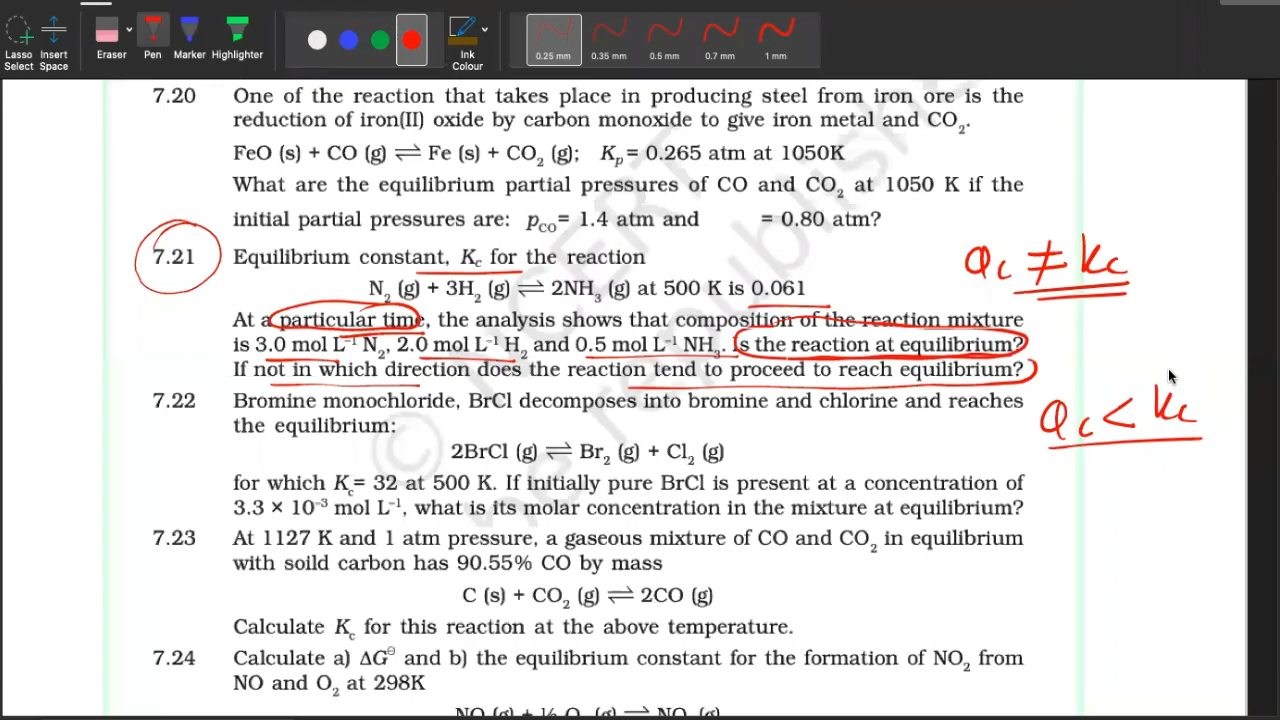 Lasso Select
Insert Space
Eraser
Pen
Marker
Highlighter
Ink Colour
0.25 mm
0.35 mm
0.5 mm
0.7 mm
1 mm
7.20 One of the reaction that takes place in producing steel from iron ore is the
reduction of iron(II) oxide by carbon monoxide to give iron metal and CO₂.
FeO (s) + CO (g) ⇌ Fe (s) + CO₂ (g); Kₚ = 0.265 atm at 1050K
What are the equilibrium partial pressures of CO and CO₂ at 1050 K if the
initial partial pressures are: p_co = 1.4 atm and = 0.80 atm?
7.21 Equilibrium constant, K_c for the reaction
N₂ (g) + 3H₂ (g) ⇌ 2NH₃ (g) at 500 K is 0.061
Qc ≠ Kc
At a particular time, the analysis shows that composition of the reaction mixture
is 3.0 mol L⁻¹ N₂, 2.0 mol L⁻¹ H₂ and 0.5 mol L⁻¹ NH₃. Is the reaction at equilibrium?
If not in which direction does the reaction tend to proceed to reach equilibrium?
Qc < Kc
7.22 Bromine monochloride, BrCl decomposes into bromine and chlorine and reaches
the equilibrium:
2BrCl (g) ⇌ Br₂ (g) + Cl₂ (g)
for which K_c = 32 at 500 K. If initially pure BrCl is present at a concentration of
3.3 × 10⁻³ mol L⁻¹, what is its molar concentration in the mixture at equilibrium?
7.23 At 1127 K and 1 atm pressure, a gaseous mixture of CO and CO₂ in equilibrium
with soild carbon has 90.55% CO by mass
C (s) + CO₂ (g) ⇌ 2CO (g)
Calculate K_c for this reaction at the above temperature.
7.24 Calculate a) ΔG⊖ and b) the equilibrium constant for the formation of NO₂ from
NO and O₂ at 298K
NO (g) + ½ O₂ (g) ⇌ NO₂ (g)
© NCERT